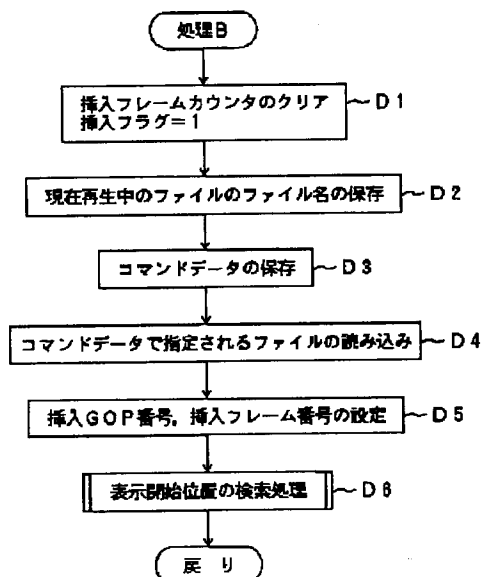 処理B
挿入フレームカウンタのクリア ~D1
挿入フラグ=1
現在再生中のファイルのファイル名の保存 ~D2
コマンドデータの保存 ~D3
コマンドデータで指定されるファイルの読み込み ~D4
挿入GOP番号,挿入フレーム番号の設定 ~D5
表示開始位置の検索処理 ~D6
戻り